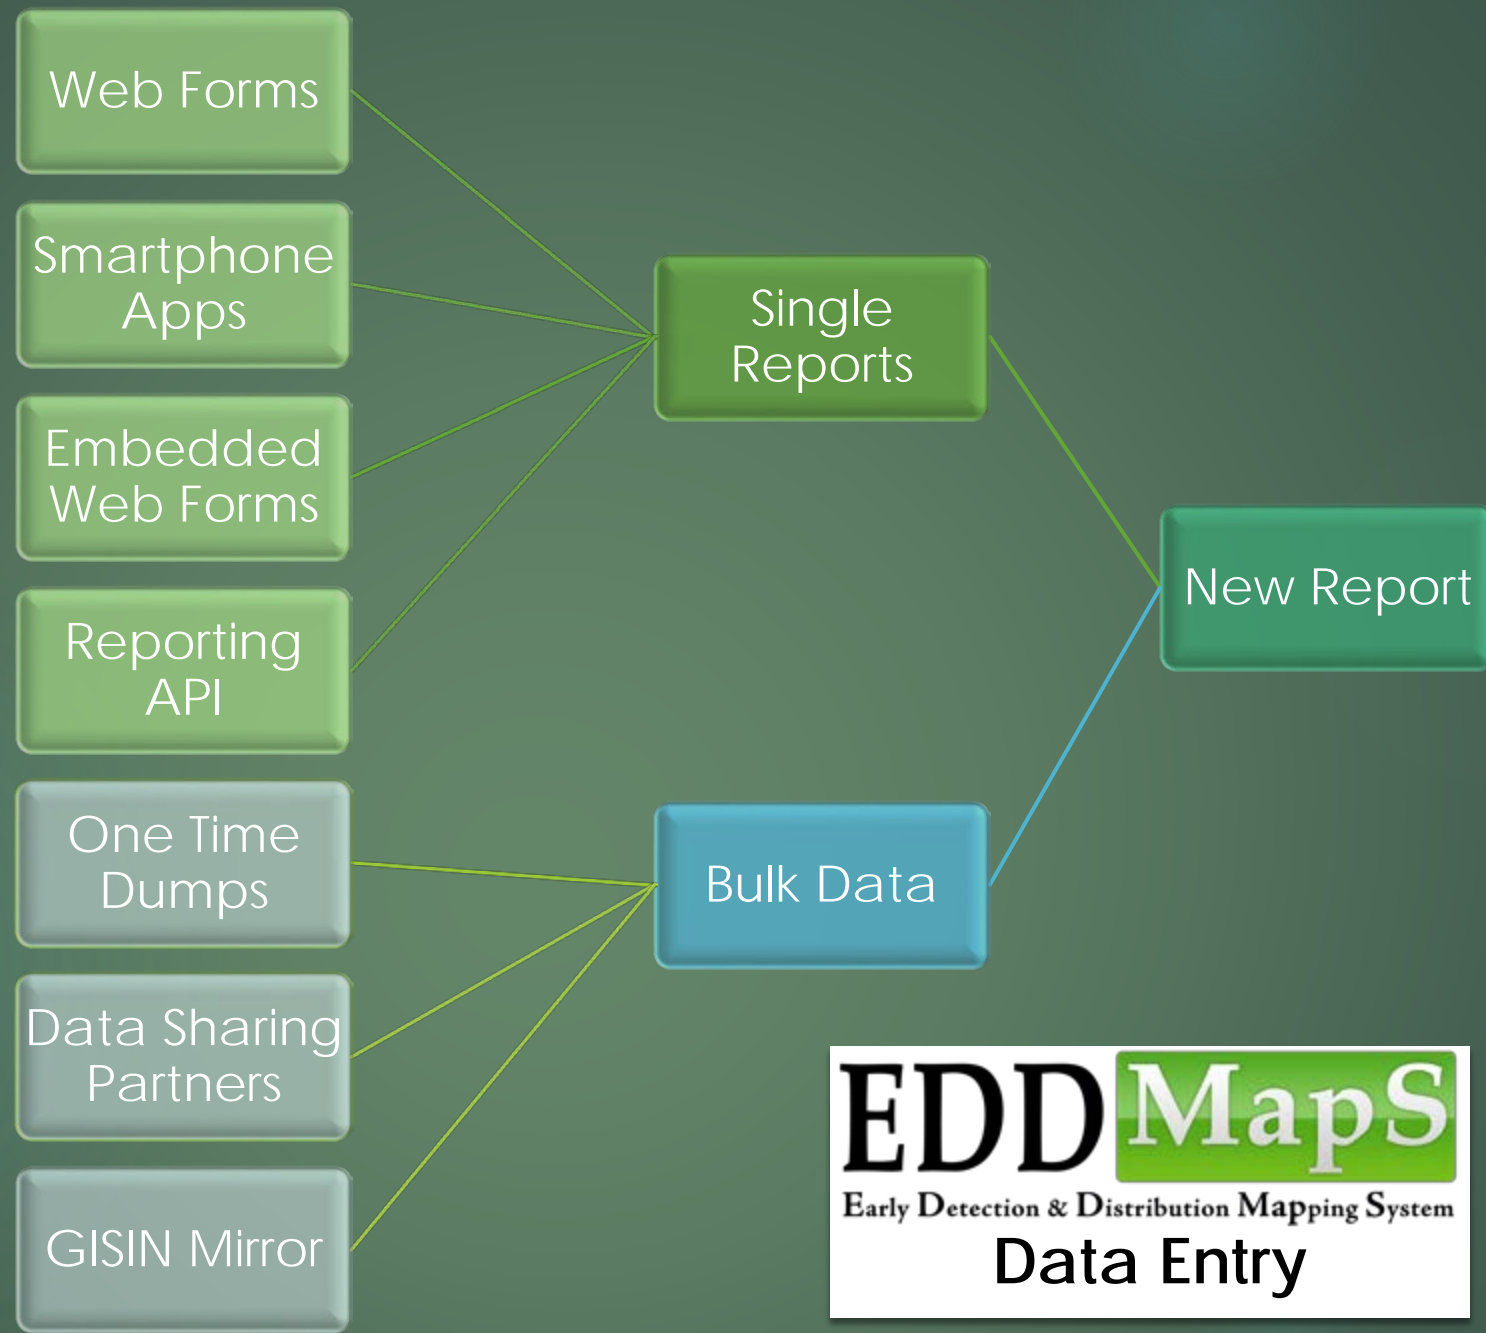 Web Forms
Smartphone
Apps
Embedded
Web Forms
Reporting
API
One Time
Dumps
Data Sharing
Partners
GISIN Mirror
Single
Reports
Bulk Data
New Report
EDDMapS
Early Detection & Distribution Mapping System
Data Entry